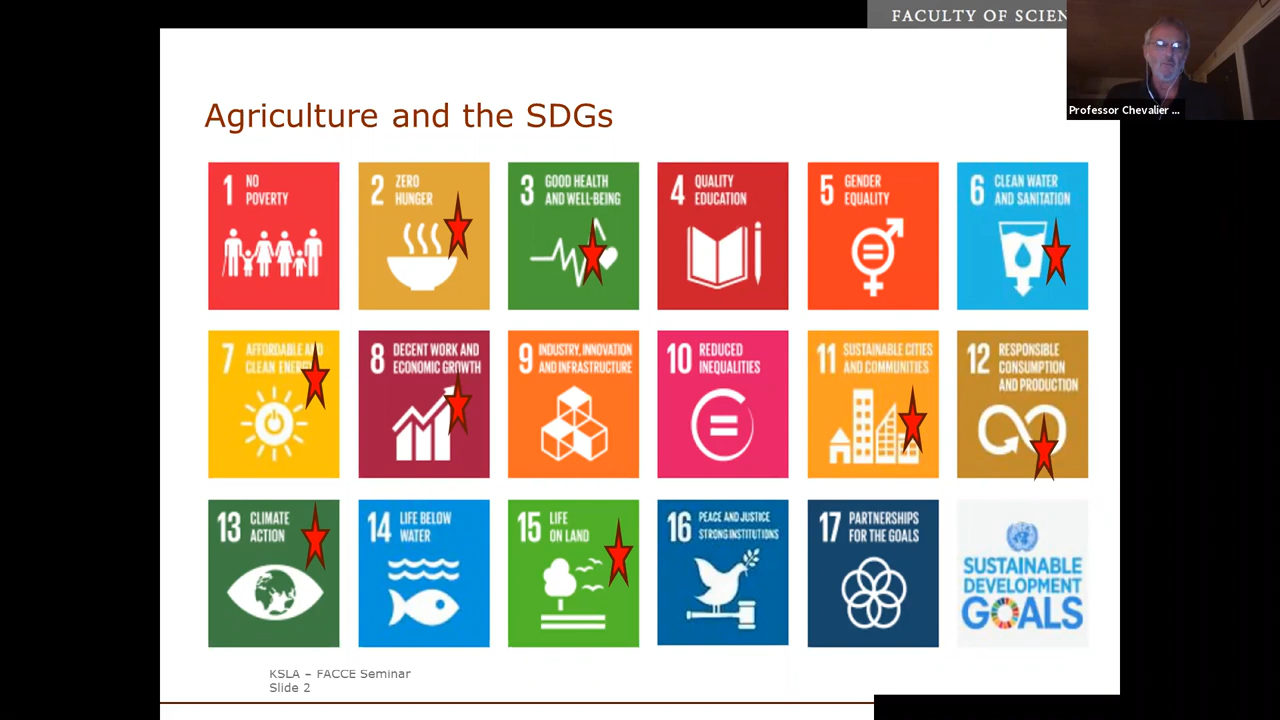 FACULTY OF SCIEN
Professor Chevalier ...
Agriculture and the SDGs
1 NO
POVERTY
2 ZERO
HUNGER
3 GOOD HEALTH
AND WELL-BEING
4 QUALITY
EDUCATION
5 GENDER
EQUALITY
6 CLEAN WATER
AND SANITATION
7 AFFORDABLE AND
CLEAN ENERGY
8 DECENT WORK AND
ECONOMIC GROWTH
9 INDUSTRY, INNOVATION
AND INFRASTRUCTURE
10 REDUCED
INEQUALITIES
11 SUSTAINABLE CITIES
AND COMMUNITIES
12 RESPONSIBLE
CONSUMPTION
AND PRODUCTION
13 CLIMATE
ACTION
14 LIFE BELOW
WATER
15 LIFE
ON LAND
16 PEACE AND JUSTICE
STRONG INSTITUTIONS
17 PARTNERSHIPS
FOR THE GOALS
SUSTAINABLE
DEVELOPMENT
GOALS
KSLA – FACCE Seminar
Slide 2